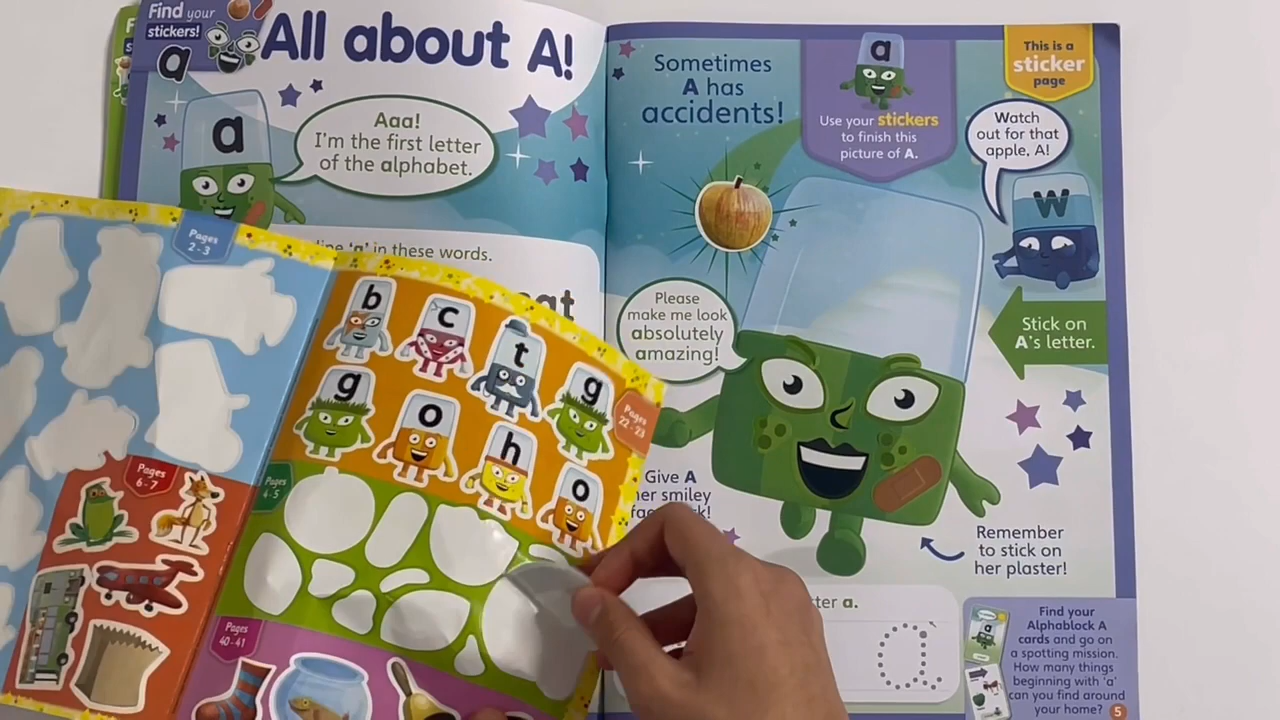 Find your
stickers!
a
All about A!
a
Aaa!
I'm the first letter
of the alphabet.
'a' in these words.
Sometimes
A has
accidents!
a
Use your stickers
to finish this
picture of A.
This is a
sticker
page
Watch
out for that
apple, A!
w
Please
make me look
absolutely
amazing!
Stick on
A's letter.
Give A
her smiley
Remember
to stick on
her plaster!
a.
a
Find your
Alphablock A
cards and go on
a spotting mission.
How many things
beginning with 'a'
can you find around
your home? 5
a
Pages
2-3
b
c
t
g
g
o
h
o
Pages
22-23
Pages
4-5
Pages
6-7
Pages
40-41